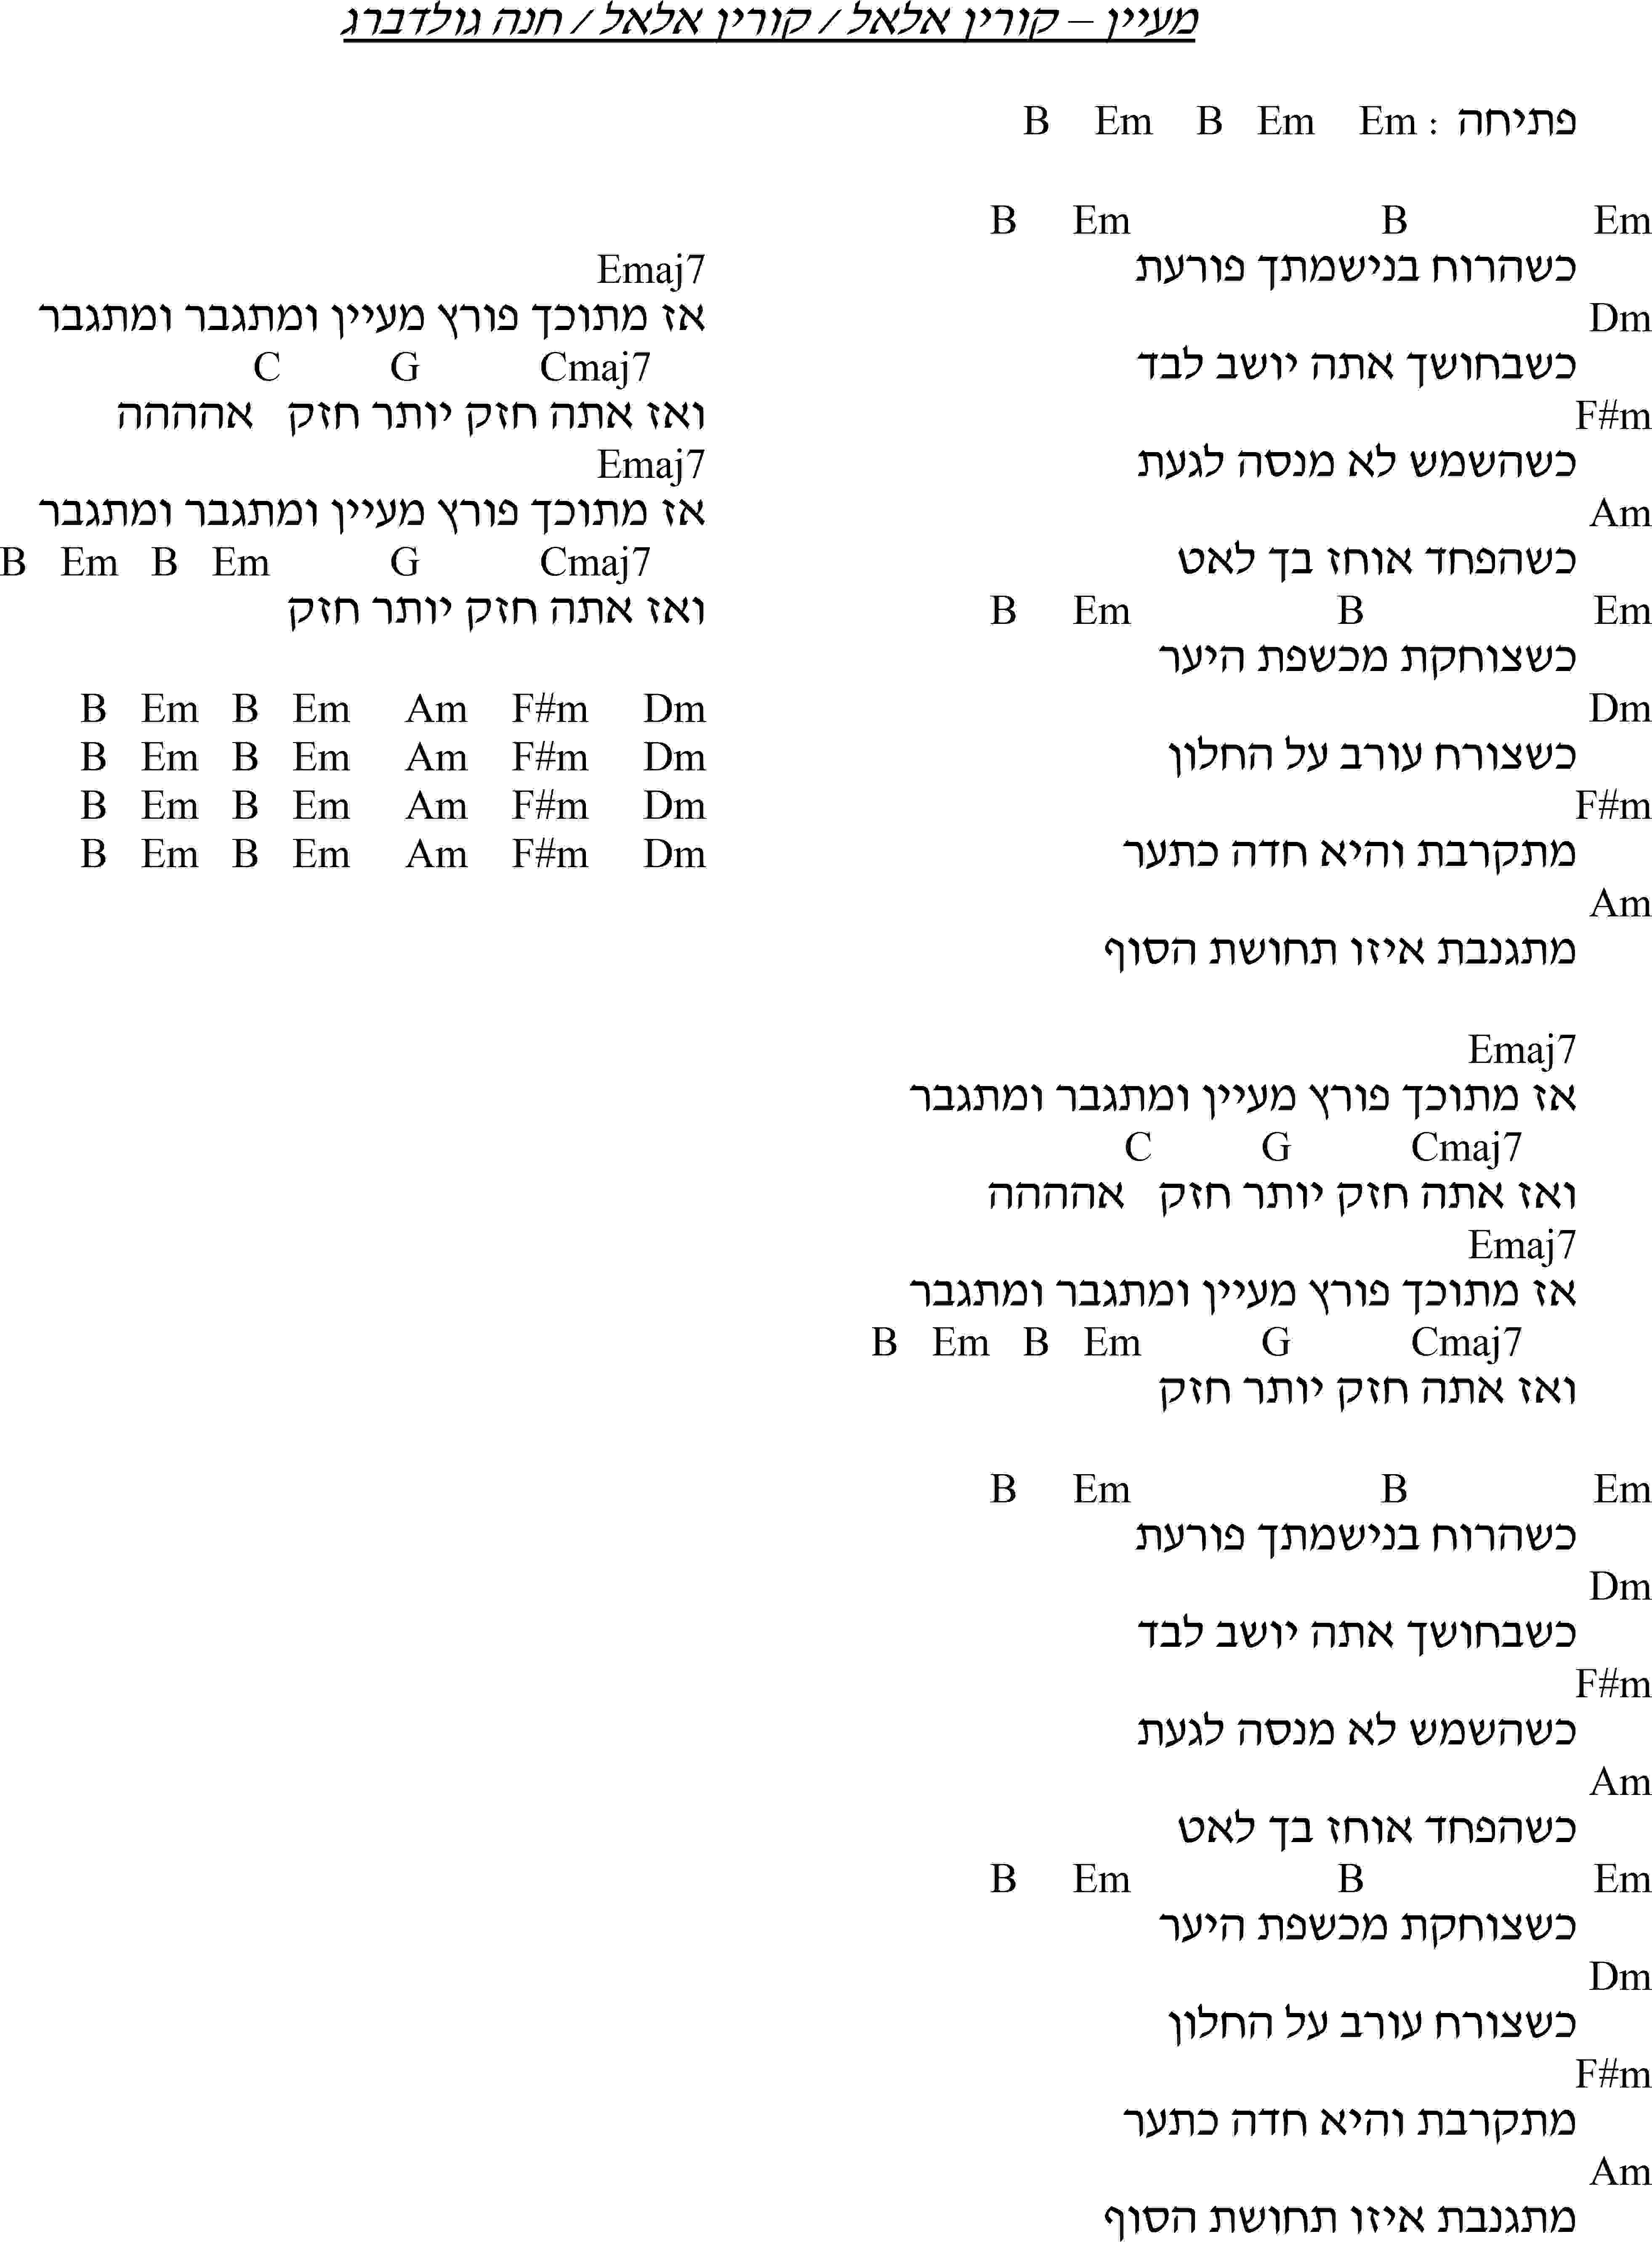 מעיין – קורין אלאל / קורין אלאל / חנה גולדברג
פתיחה : Em Em B Em B
Em B Em B
כשהרוח בנישמתך פורעת
Dm
כשבחושך אתה יושב לבד
F#m
כשהשמש לא מנסה לגעת
Am
כשהפחד אוחז בך לאט
Em B Em B
כשצוחקת מכשפת היער
Dm
כשצורח עורב על החלון
F#m
מתקרבת והיא חדה כתער
Am
מתגנבת איזו תחושת הסוף
Emaj7
אז מתוכך פורץ מעיין ומתגבר ומתגבר
Cmaj7 G C
ואז אתה חזק יותר חזק אההההה
Emaj7
אז מתוכך פורץ מעיין ומתגבר ומתגבר
Cmaj7 G Em B Em B
ואז אתה חזק יותר חזק
Em B Em B
כשהרוח בנישמתך פורעת
Dm
כשבחושך אתה יושב לבד
F#m
כשהשמש לא מנסה לגעת
Am
כשהפחד אוחז בך לאט
Em B Em B
כשצוחקת מכשפת היער
Dm
כשצורח עורב על החלון
F#m
מתקרבת והיא חדה כתער
Am
מתגנבת איזו תחושת הסוף
Emaj7
אז מתוכך פורץ מעיין ומתגבר ומתגבר
Cmaj7 G C
ואז אתה חזק יותר חזק אההההה
Emaj7
אז מתוכך פורץ מעיין ומתגבר ומתגבר
Cmaj7 G Em B Em B
ואז אתה חזק יותר חזק
Dm F#m Am Em B Em B
Dm F#m Am Em B Em B
Dm F#m Am Em B Em B
Dm F#m Am Em B Em B